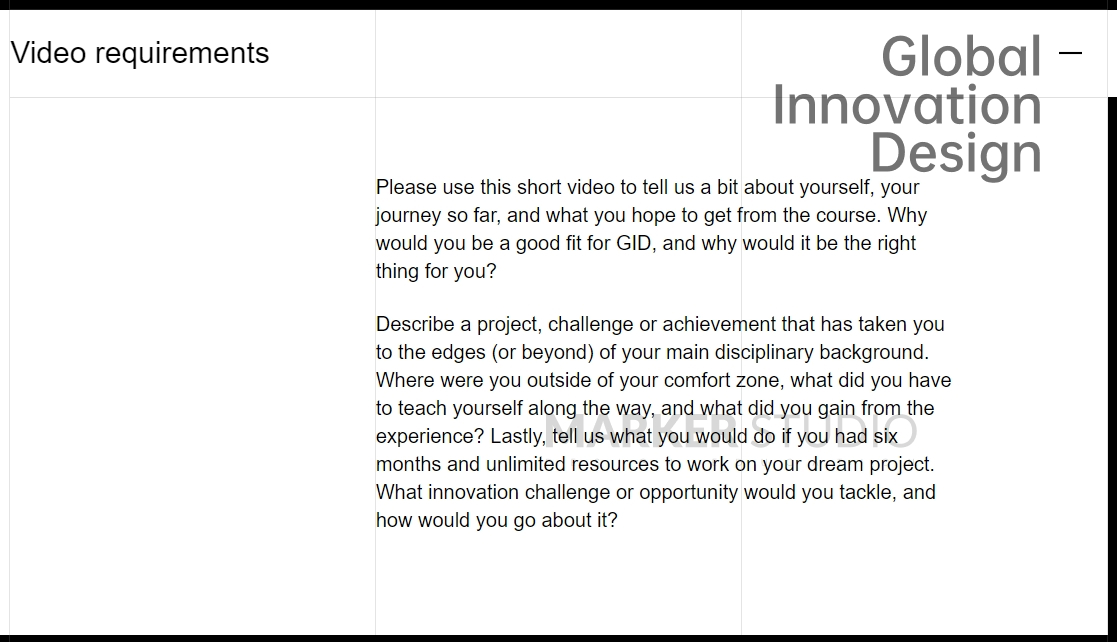 Video requirements
Global
Innovation
Design
Please use this short video to tell us a bit about yourself, your
journey so far, and what you hope to get from the course. Why
would you be a good fit for GID, and why would it be the right
thing for you?
Describe a project, challenge or achievement that has taken you
to the edges (or beyond) of your main disciplinary background.
Where were you outside of your comfort zone, what did you have
to teach yourself along the way, and what did you gain from the
MARKER STUDIO
experience? Lastly, tell us what you would do if you had six
months and unlimited resources to work on your dream project.
What innovation challenge or opportunity would you tackle, and
how would you go about it?